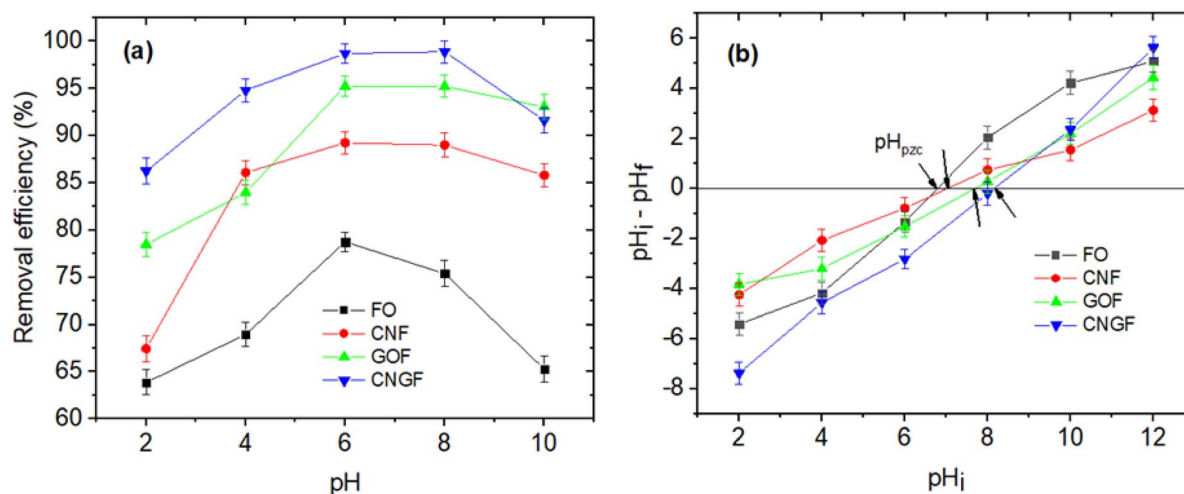 (a)
Removal efficiency (%)
100
95
90
85
80
75
70
65
60
FO
CNF
GOF
CNGF
2 4 6 8 10
pH
(b)
pHi - pHf
6
4
2
0
-2
-4
-6
-8
pHpzc
FO
CNF
GOF
CNGF
2 4 6 8 10 12
pHi